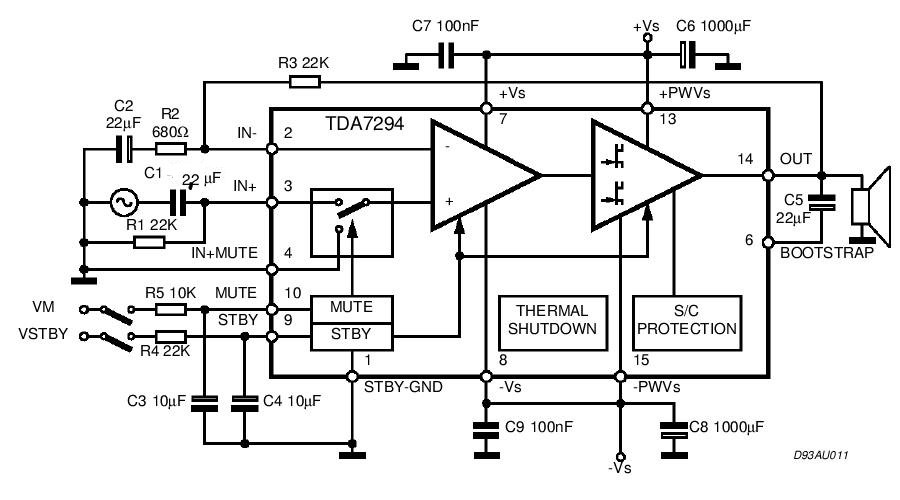 C7 100nF
+Vs
C6 1000µF
R3 22K
+Vs
+PWVs
C2
22µF
R2
680Ω
IN-
2
TDA7294
7
13
-
14
OUT
C1
22 µF
IN+
3
+
R1 22K
C5
22µF
IN+MUTE
4
6
BOOTSTRAP
VM
R5 10K
MUTE
10
MUTE
THERMAL
SHUTDOWN
S/C
PROTECTION
VSTBY
R4 22K
STBY
9
STBY
1
8
15
STBY-GND
-Vs
-PWVs
C3 10µF
C4 10µF
C9 100nF
C8 1000µF
-Vs
D93AU011